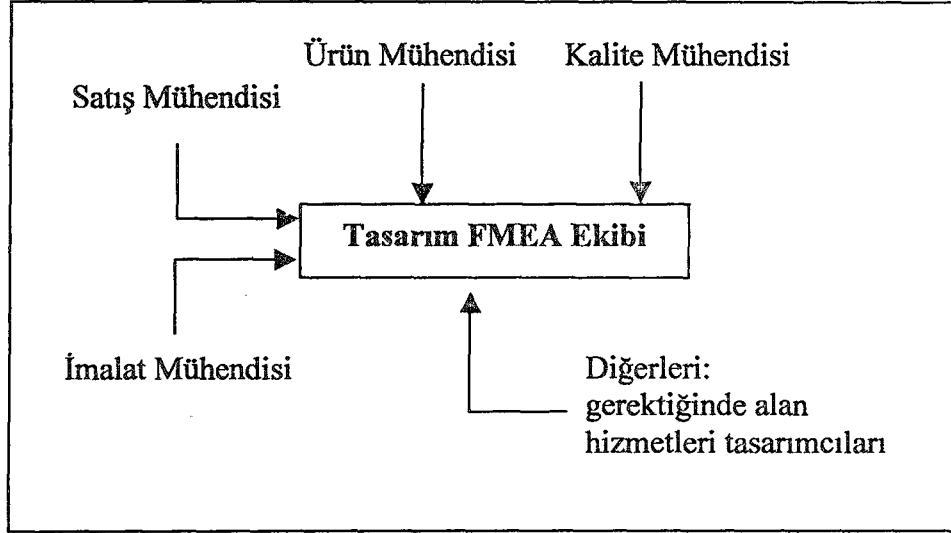 Ürün Mühendisi
Kalite Mühendisi
Satış Mühendisi
Tasarım FMEA Ekibi
İmalat Mühendisi
Diğerleri:
gerektiğinde alan
hizmetleri tasarımcıları